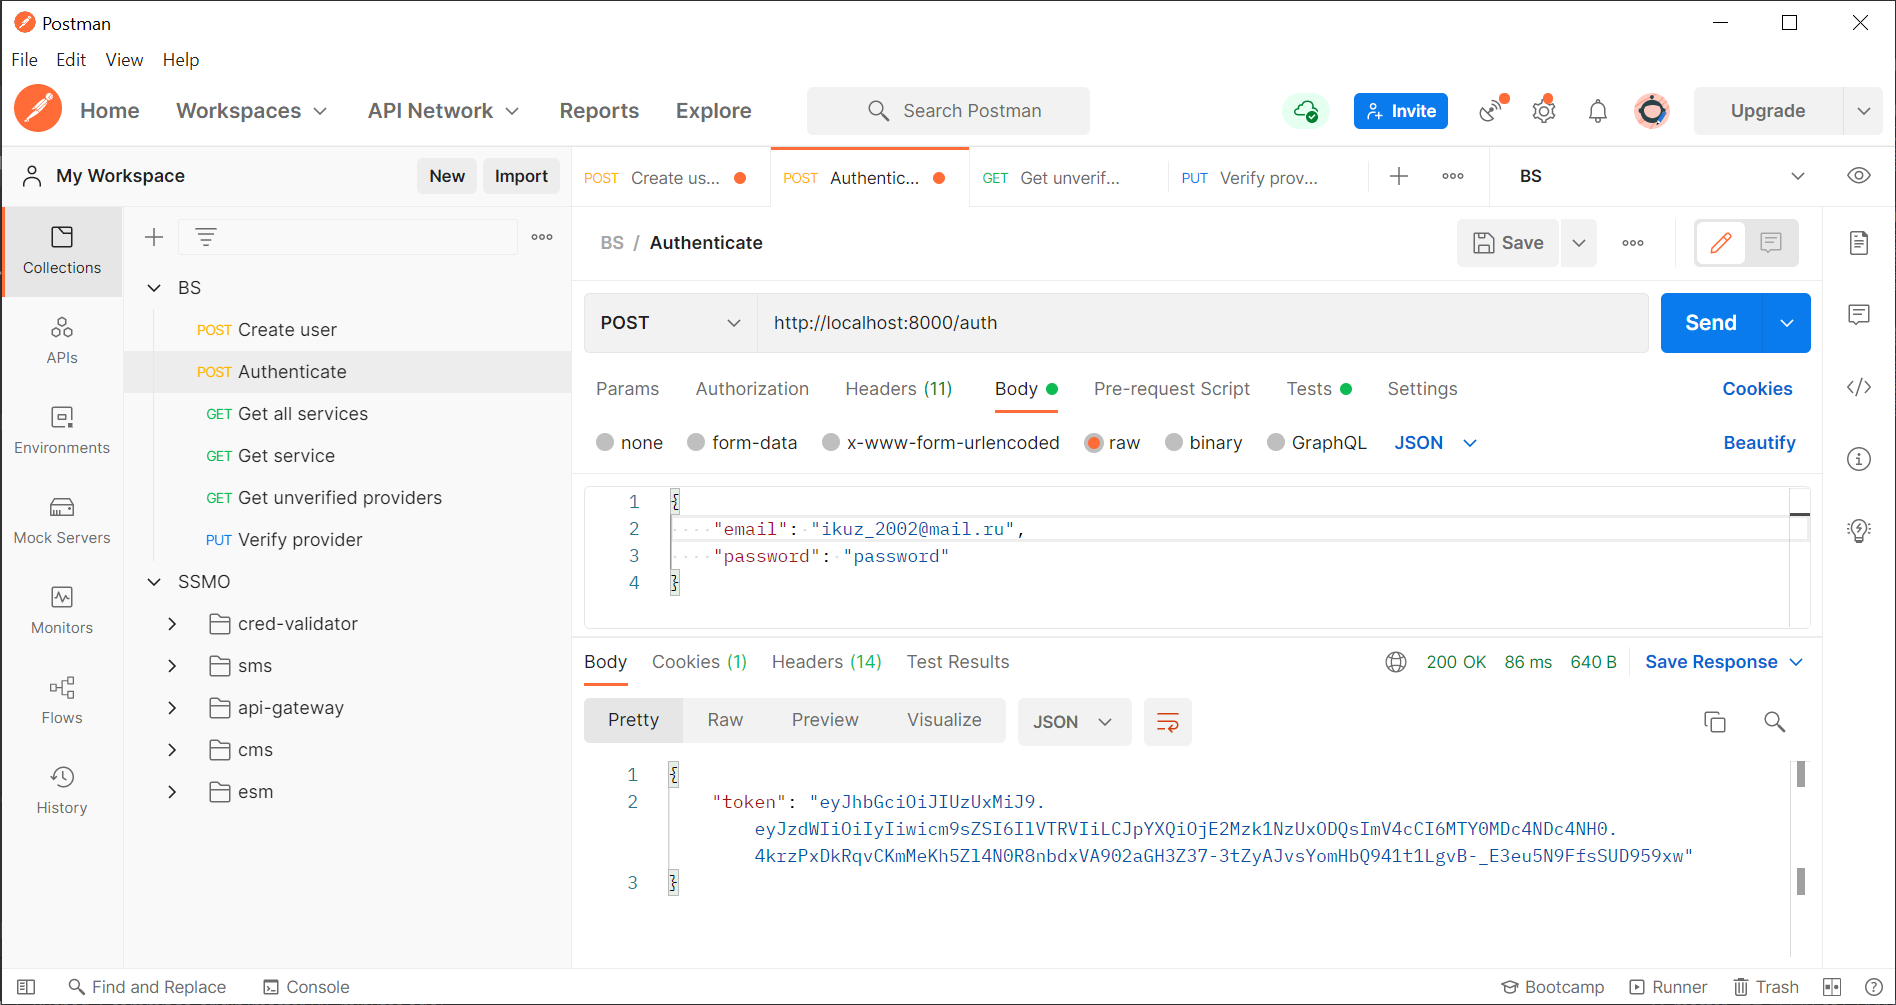 Postman
File Edit View Help
Home Workspaces API Network Reports Explore Search Postman Invite Upgrade
My Workspace New Import
POST Create us... POST Authentic... GET Get unverif... PUT Verify prov... BS
Collections
APIs
Environments
Mock Servers
Monitors
Flows
History
BS
POST Create user
POST Authenticate
GET Get all services
GET Get service
GET Get unverified providers
PUT Verify provider
SSMO
cred-validator
sms
api-gateway
cms
esm
BS / Authenticate Save
POST http://localhost:8000/auth Send
Params Authorization Headers (11) Body Pre-request Script Tests Settings Cookies
none form-data x-www-form-urlencoded raw binary GraphQL JSON Beautify
1 {
2 "email": "ikuz_2002@mail.ru",
3 "password": "password"
4 }
Body Cookies (1) Headers (14) Test Results 200 OK 86 ms 640 B Save Response
Pretty Raw Preview Visualize JSON
1 {
2 "token": "eyJhbGciOiJIUzUxMiJ9.
eyJzdWIiOiIyIiwicm9sZSI6IlVTRVIiLCJpYXQiOjE2Mzk1NzUxODQsImV4cCI6MTY0MDc4NDc4NH0.
4krzPxDkRqvCKmMeKh5Zl4N0R8nbdxVA902aGH3Z37-3tZyAJvsYomHbQ941t1LgvB-_E3eu5N9FfsSUD959xw"
3 }
Find and Replace Console Bootcamp Runner Trash